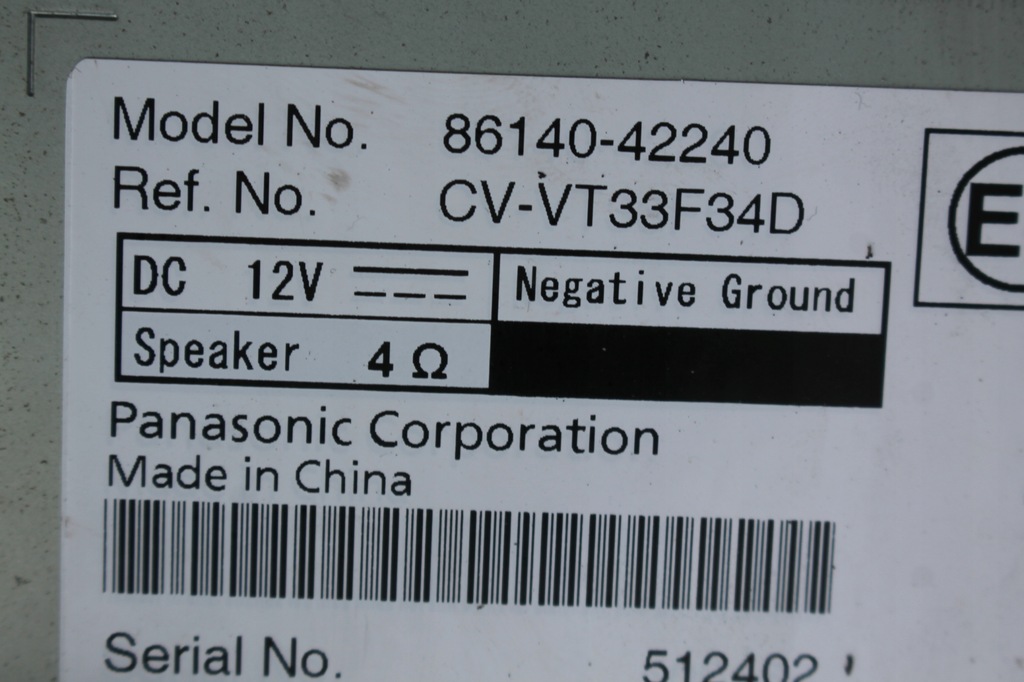 Model No. 86140-42240
Ref. No. CV-VT33F34D
E
DC 12V Negative Ground
Speaker 4 Ω
Panasonic Corporation
Made in China
Serial No. 512402